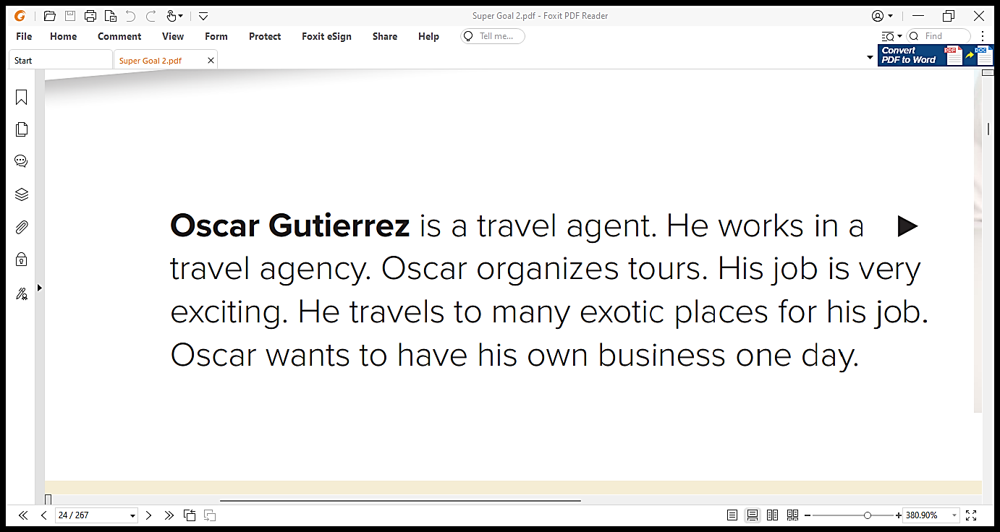 Super Goal 2.pdf - Foxit PDF Reader
File Home Comment View Form Protect Foxit eSign Share Help Tell me... Find
Start Super Goal 2.pdf
Convert
PDF to Word
PDF DOC
Oscar Gutierrez is a travel agent. He works in a
travel agency. Oscar organizes tours. His job is very
exciting. He travels to many exotic places for his job.
Oscar wants to have his own business one day.
24 / 267 380.90%